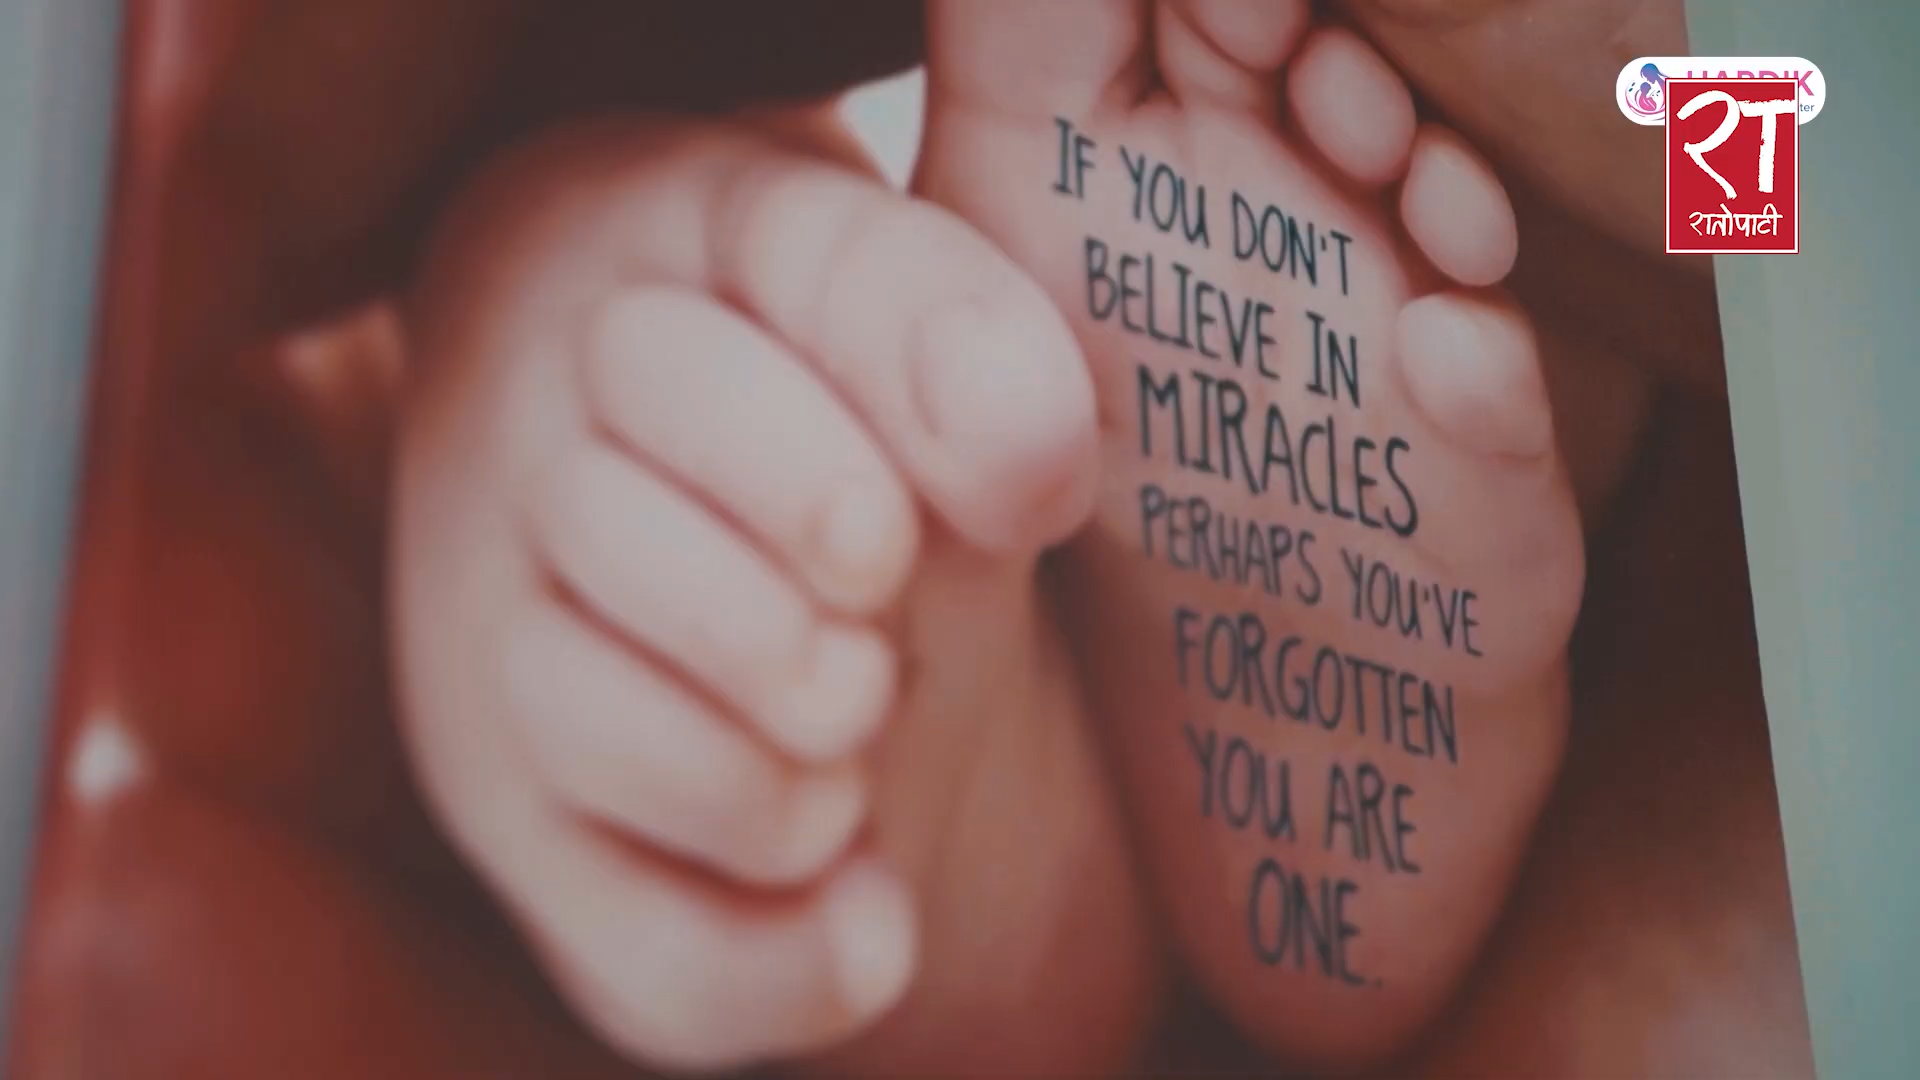 IF YOU DON'T
BELIEVE IN
MIRACLES
PERHAPS YOU'VE
FORGOTTEN
YOU ARE
ONE.
रा
रातोपाटी